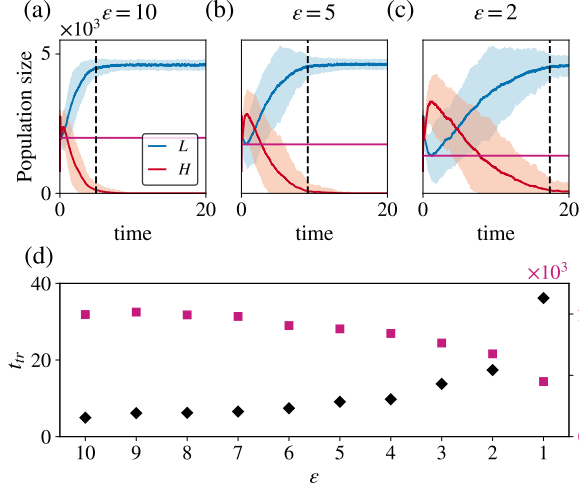 (a) ε = 10 (b) ε = 5 (c) ε = 2
×10³
5
Population size
L
H
0
0 20 0 20 0 20
time time time
(d)
×10³
40
20
0
t_tr
10 9 8 7 6 5 4 3 2 1
ε